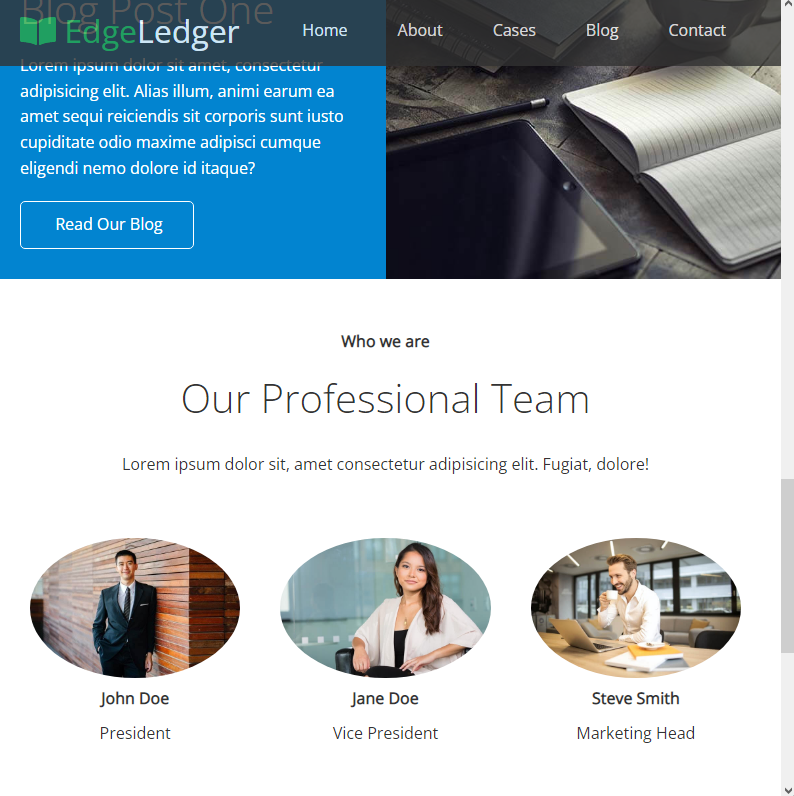 Blog Post One
EdgeLedger
Home
About
Cases
Blog
Contact
Lorem ipsum dolor sit amet, consectetur
adipisicing elit. Alias illum, animi earum ea
amet sequi reiciendis sit corporis sunt iusto
cupiditate odio maxime adipisci cumque
eligendi nemo dolore id itaque?
Read Our Blog
Who we are
Our Professional Team
Lorem ipsum dolor sit, amet consectetur adipisicing elit. Fugiat, dolore!
John Doe
President
Jane Doe
Vice President
Steve Smith
Marketing Head